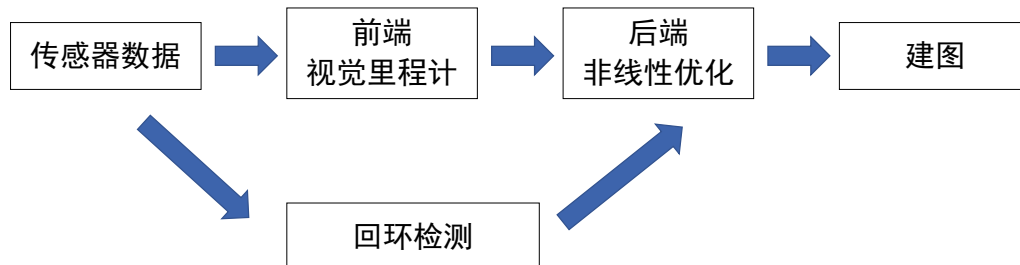 传感器数据
前端
视觉里程计
后端
非线性优化
建图
回环检测